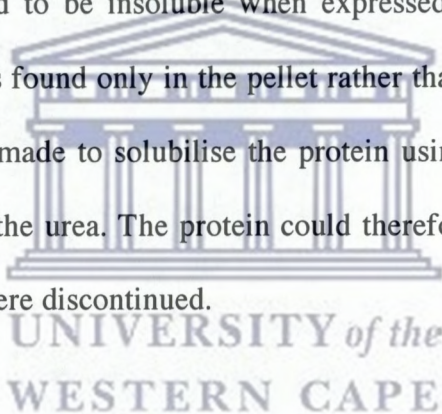 d to be insoluble when expressed
s found only in the pellet rather tha
made to solubilise the protein usin
the urea. The protein could therefo
ere discontinued.
UNIVERSITY of the
WESTERN CAPE